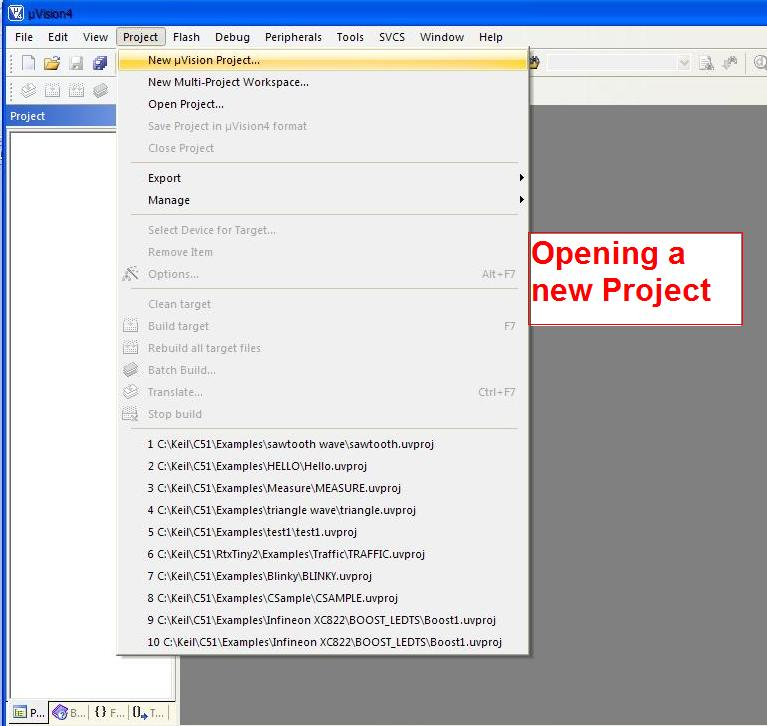 µVision4
File Edit View Project Flash Debug Peripherals Tools SVCS Window Help
New µVision Project...
New Multi-Project Workspace...
Open Project...
Save Project in µVision4 format
Close Project
Export
Manage
Select Device for Target...
Remove Item
Options... Alt+F7
Clean target
Build target F7
Rebuild all target files
Batch Build...
Translate... Ctrl+F7
Stop build
1 C:\Keil\C51\Examples\sawtooth wave\sawtooth.uvproj
2 C:\Keil\C51\Examples\HELLO\Hello.uvproj
3 C:\Keil\C51\Examples\Measure\MEASURE.uvproj
4 C:\Keil\C51\Examples\triangle wave\triangle.uvproj
5 C:\Keil\C51\Examples\test1\test1.uvproj
6 C:\Keil\C51\RtxTiny2\Examples\Traffic\TRAFFIC.uvproj
7 C:\Keil\C51\Examples\Blinky\BLINKY.uvproj
8 C:\Keil\C51\Examples\CSample\CSAMPLE.uvproj
9 C:\Keil\C51\Examples\Infineon XC822\BOOST_LEDTS\Boost1.uvproj
10 C:\Keil\C51\Examples\Infineon XC822\BOOST_LEDTS\Boost1.uvproj
Project
Opening a
new Project
P... B... {} F... 0 T...